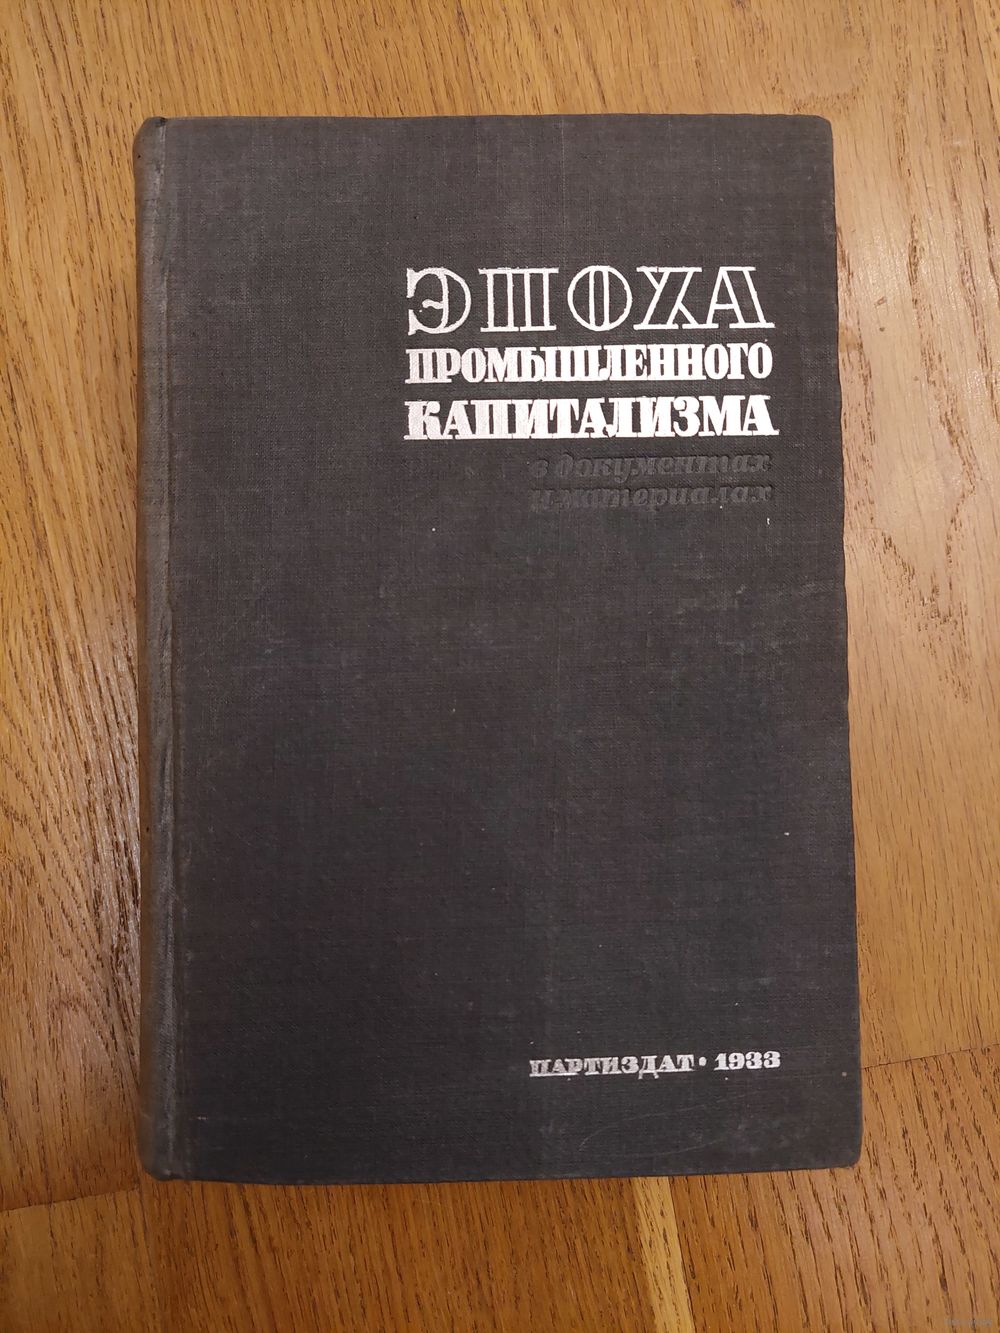 ЭПОХА
ПРОМЫШЛЕННОГО
КАПИТАЛИЗМА
в документах
и материалах
ПАРТИЗДАТ • 1933